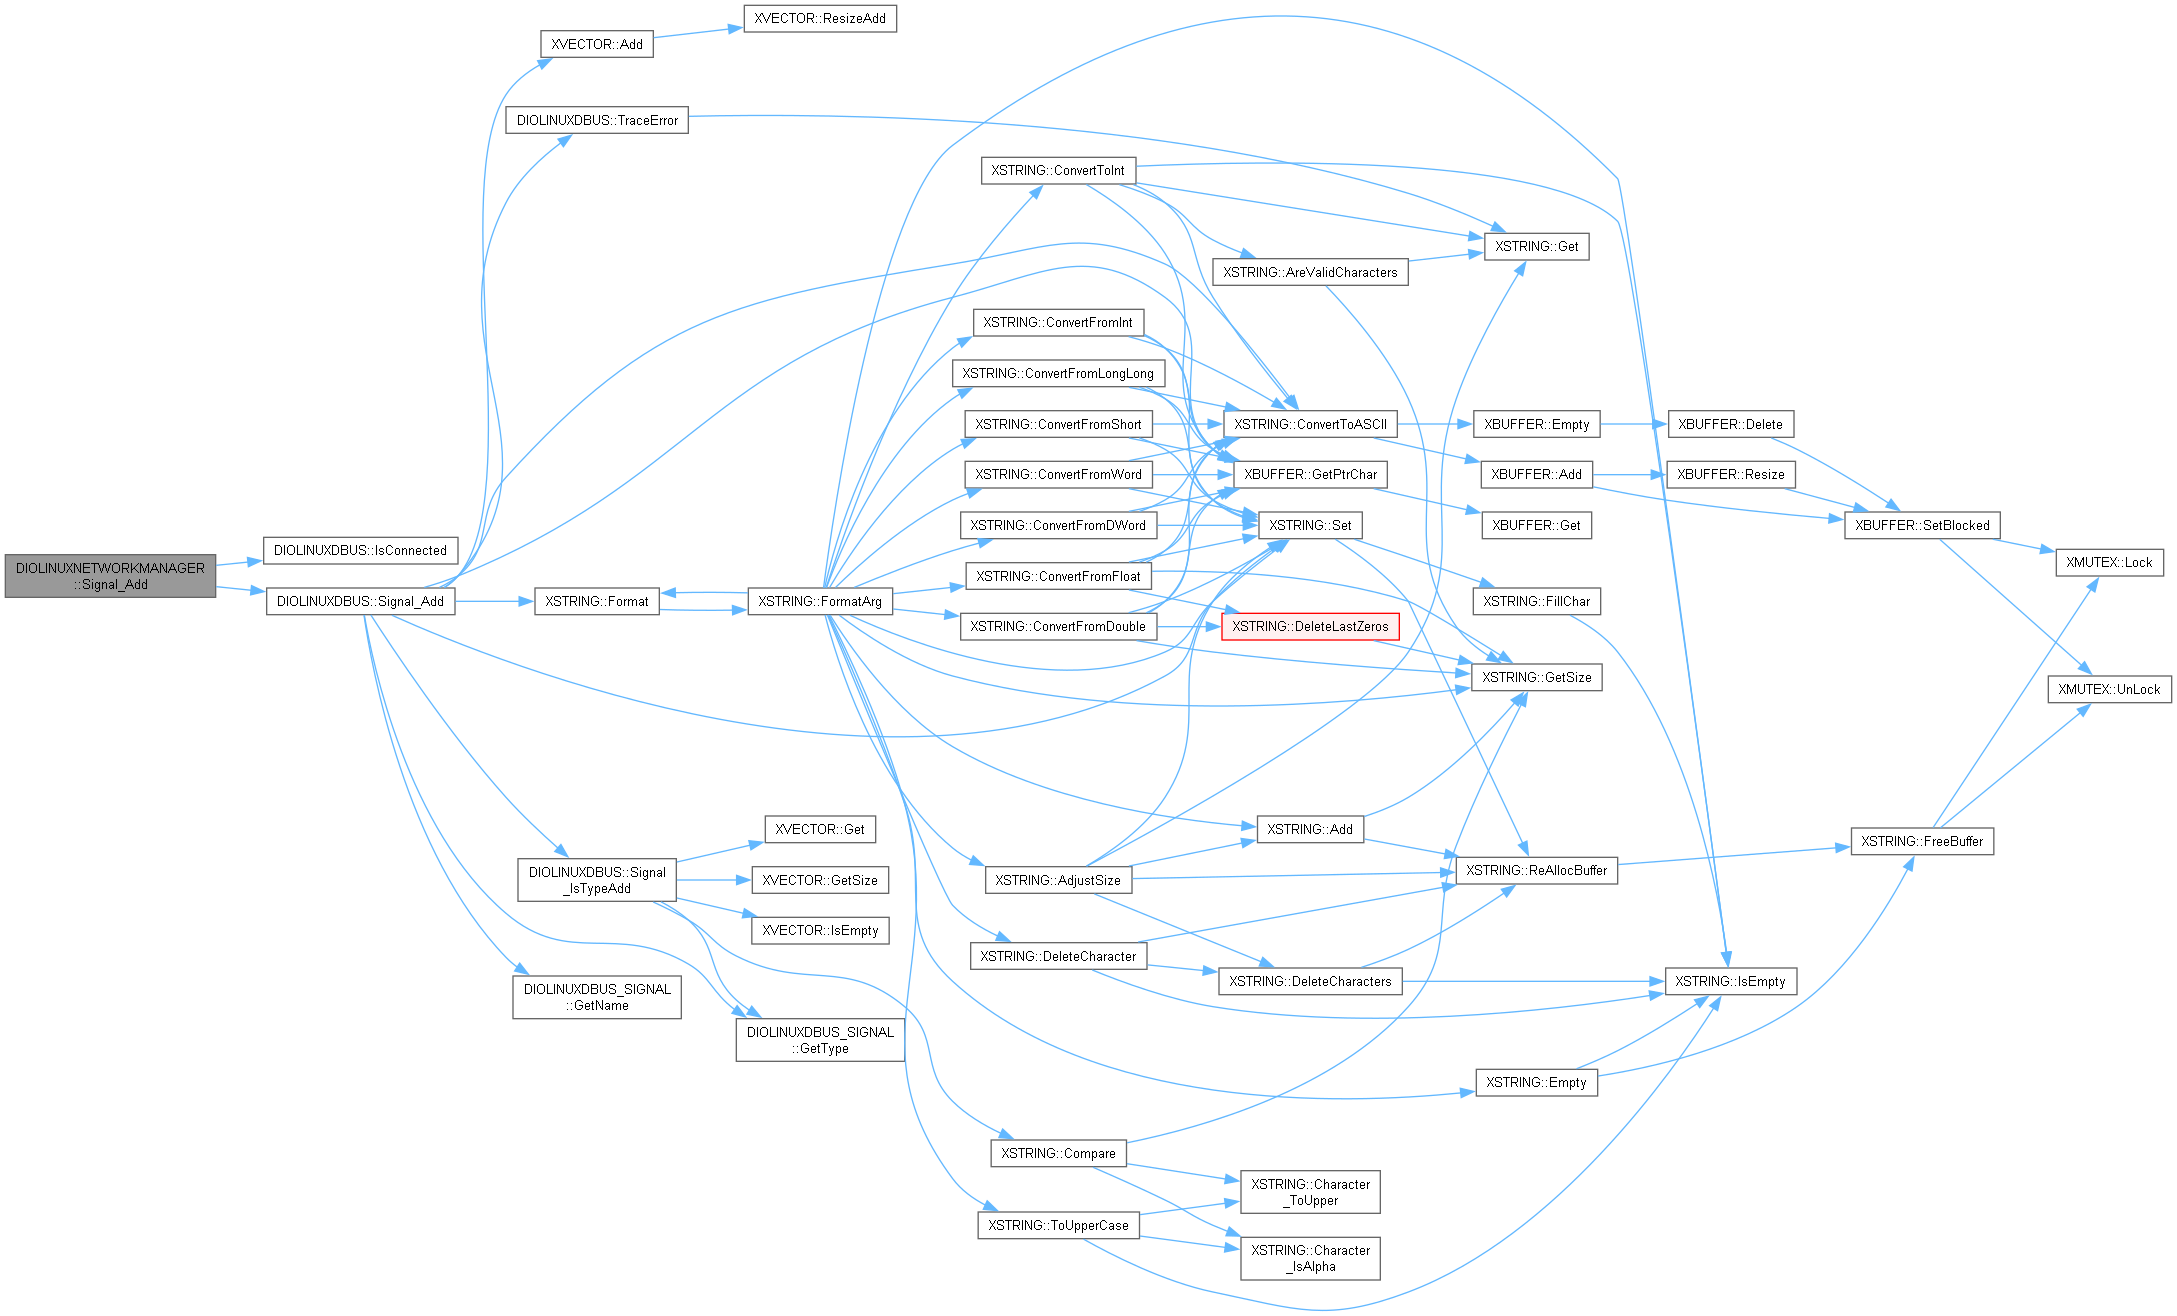 DIOLINUXNETWORKMANAGER
::Signal_Add
DIOLINUXDBUS::IsConnected
DIOLINUXDBUS::Signal_Add
XVECTOR::Add
XVECTOR::ResizeAdd
DIOLINUXDBUS::TraceError
XSTRING::Format
XSTRING::FormatArg
DIOLINUXDBUS::Signal
_IsTypeAdd
XVECTOR::Get
XVECTOR::GetSize
XVECTOR::IsEmpty
DIOLINUXDBUS_SIGNAL
::GetName
DIOLINUXDBUS_SIGNAL
::GetType
XSTRING::ConvertToInt
XSTRING::AreValidCharacters
XSTRING::Get
XSTRING::ConvertFromInt
XSTRING::ConvertFromLongLong
XSTRING::ConvertFromShort
XSTRING::ConvertFromWord
XSTRING::ConvertFromDWord
XSTRING::ConvertFromFloat
XSTRING::ConvertFromDouble
XSTRING::ConvertToASCII
XBUFFER::GetPtrChar
XSTRING::Set
XSTRING::DeleteLastZeros
XBUFFER::Empty
XBUFFER::Delete
XBUFFER::Add
XBUFFER::Resize
XBUFFER::Get
XBUFFER::SetBlocked
XMUTEX::Lock
XMUTEX::UnLock
XSTRING::FillChar
XSTRING::GetSize
XSTRING::Add
XSTRING::AdjustSize
XSTRING::ReAllocBuffer
XSTRING::FreeBuffer
XSTRING::DeleteCharacter
XSTRING::DeleteCharacters
XSTRING::IsEmpty
XSTRING::Empty
XSTRING::Compare
XSTRING::ToUpperCase
XSTRING::Character
_ToUpper
XSTRING::Character
_IsAlpha